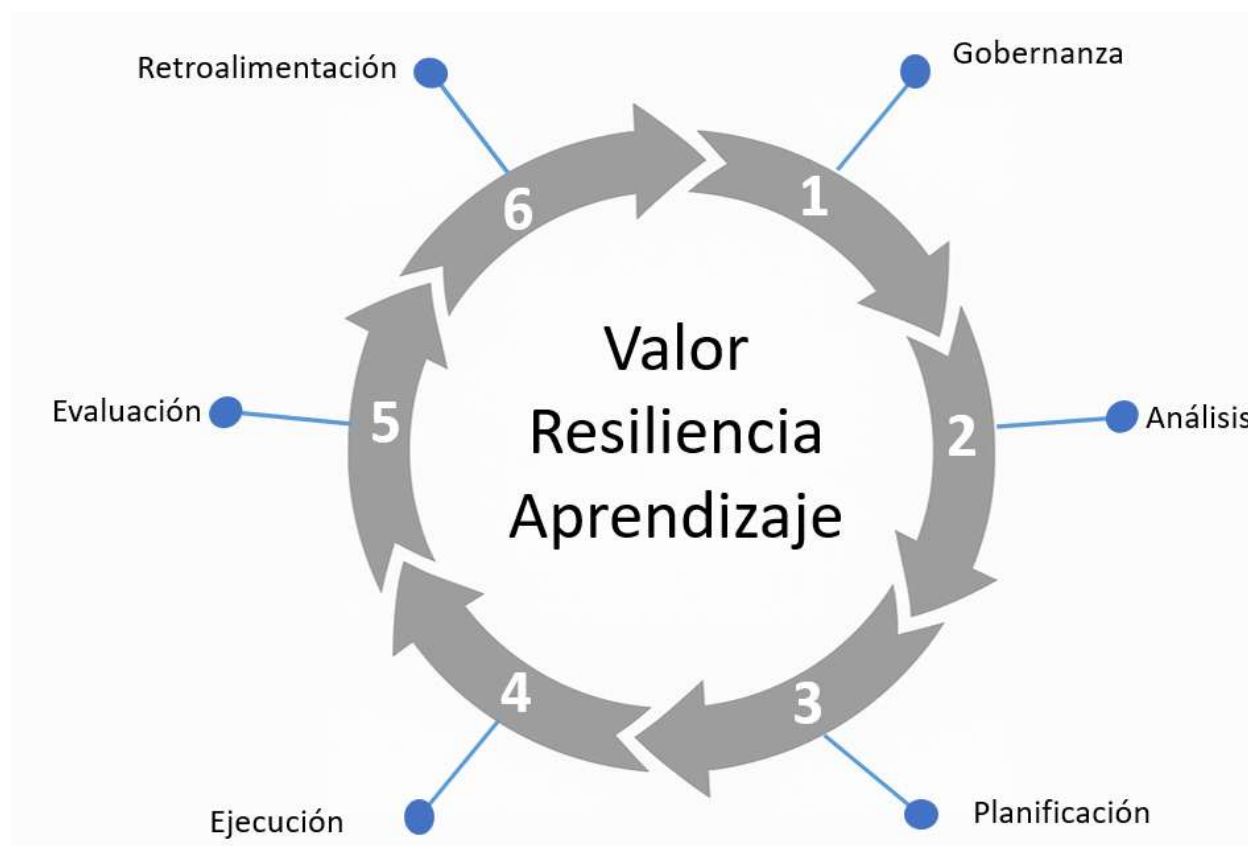 Retroalimentación
Gobernanza
6
1
Valor
Resiliencia
Aprendizaje
5
2
Evaluación
Análisis
4
3
Ejecución
Planificación